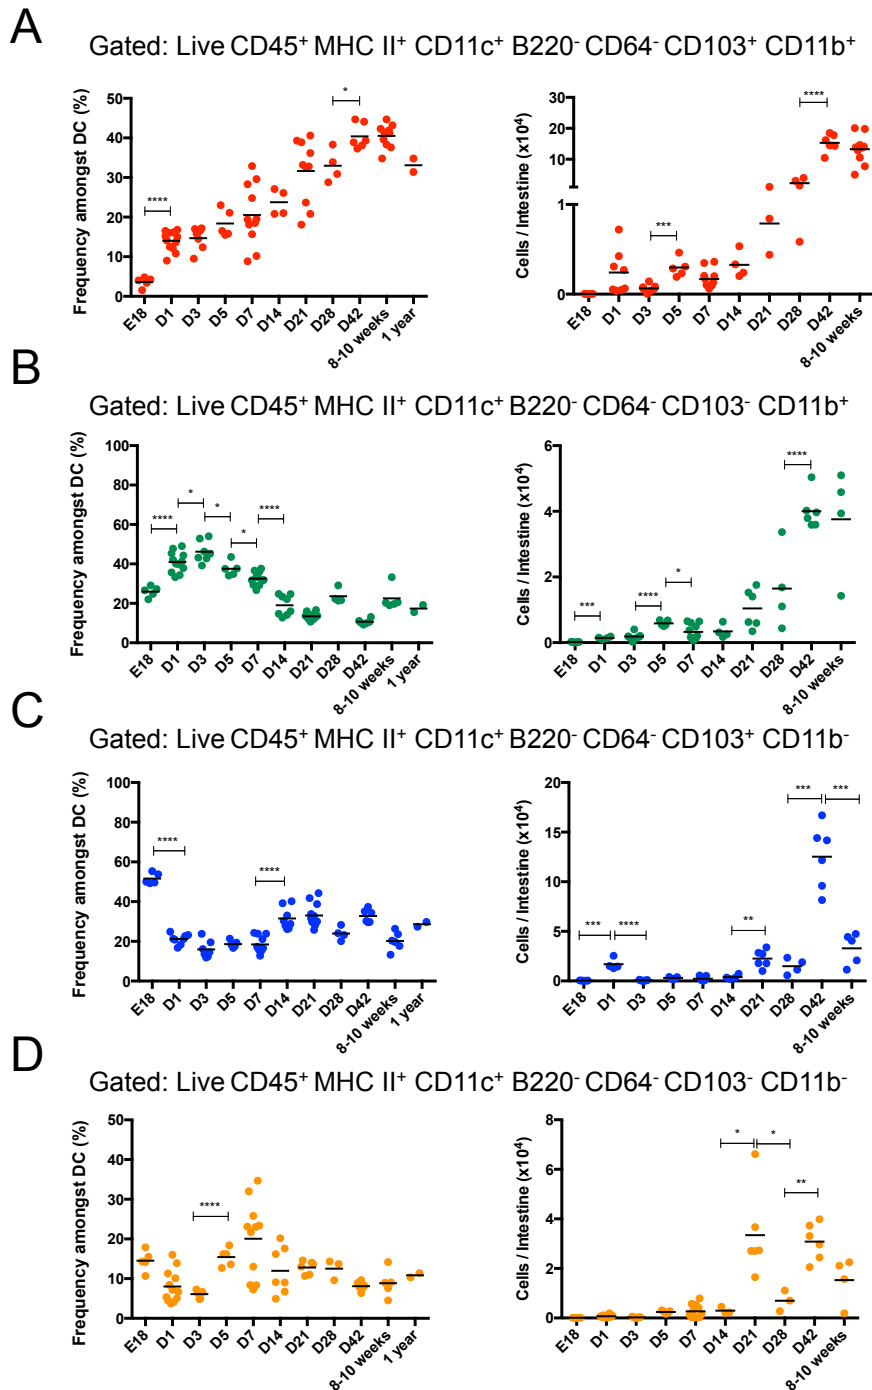 A
Gated: Live CD45+ MHC II+ CD11c+ B220- CD64- CD103+ CD11b+
Frequency amongst DC (%)
50
40
30
20
10
0
****
*
E18 D1 D3 D5 D7 D14 D21 D28 D42 8-10 weeks 1 year
Cells / Intestine (x10⁴)
30
20
10
1
0
***
****
E18 D1 D3 D5 D7 D14 D21 D28 D42 8-10 weeks
B
Gated: Live CD45+ MHC II+ CD11c+ B220- CD64- CD103- CD11b+
Frequency amongst DC (%)
100
80
60
40
20
0
**** * * * ****
E18 D1 D3 D5 D7 D14 D21 D28 D42 8-10 weeks 1 year
Cells / Intestine (x10⁴)
6
4
2
0
*** **** * ****
E18 D1 D3 D5 D7 D14 D21 D28 D42 8-10 weeks
C
Gated: Live CD45+ MHC II+ CD11c+ B220- CD64- CD103+ CD11b-
Frequency amongst DC (%)
100
80
60
40
20
0
**** ****
E18 D1 D3 D5 D7 D14 D21 D28 D42 8-10 weeks 1 year
Cells / Intestine (x10⁴)
20
15
10
5
0
*** **** ** *** ***
E18 D1 D3 D5 D7 D14 D21 D28 D42 8-10 weeks
D
Gated: Live CD45+ MHC II+ CD11c+ B220- CD64- CD103- CD11b-
Frequency amongst DC (%)
50
40
30
20
10
0
****
E18 D1 D3 D5 D7 D14 D21 D28 D42 8-10 weeks 1 year
Cells / Intestine (x10⁴)
8
6
4
2
0
* * **
E18 D1 D3 D5 D7 D14 D21 D28 D42 8-10 weeks